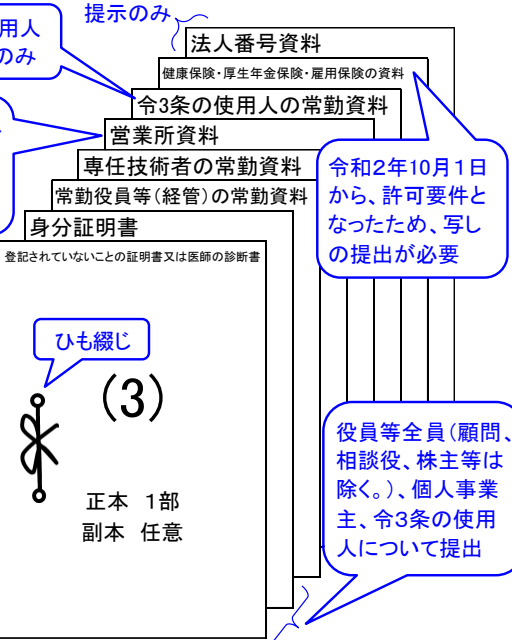 提示のみ
用人
のみ
法人番号資料
健康保険・厚生年金保険・雇用保険の資料
令3条の使用人の常勤資料
営業所資料
専任技術者の常勤資料
常勤役員等(経管)の常勤資料
身分証明書
登記されていないことの証明書又は医師の診断書
令和2年10月1日
から、許可要件と
なったため、写し
の提出が必要
ひも綴じ
(3)
正本 1部
副本 任意
役員等全員(顧問、
相談役、株主等は
除く。)、個人事業
主、令3条の使用
人について提出